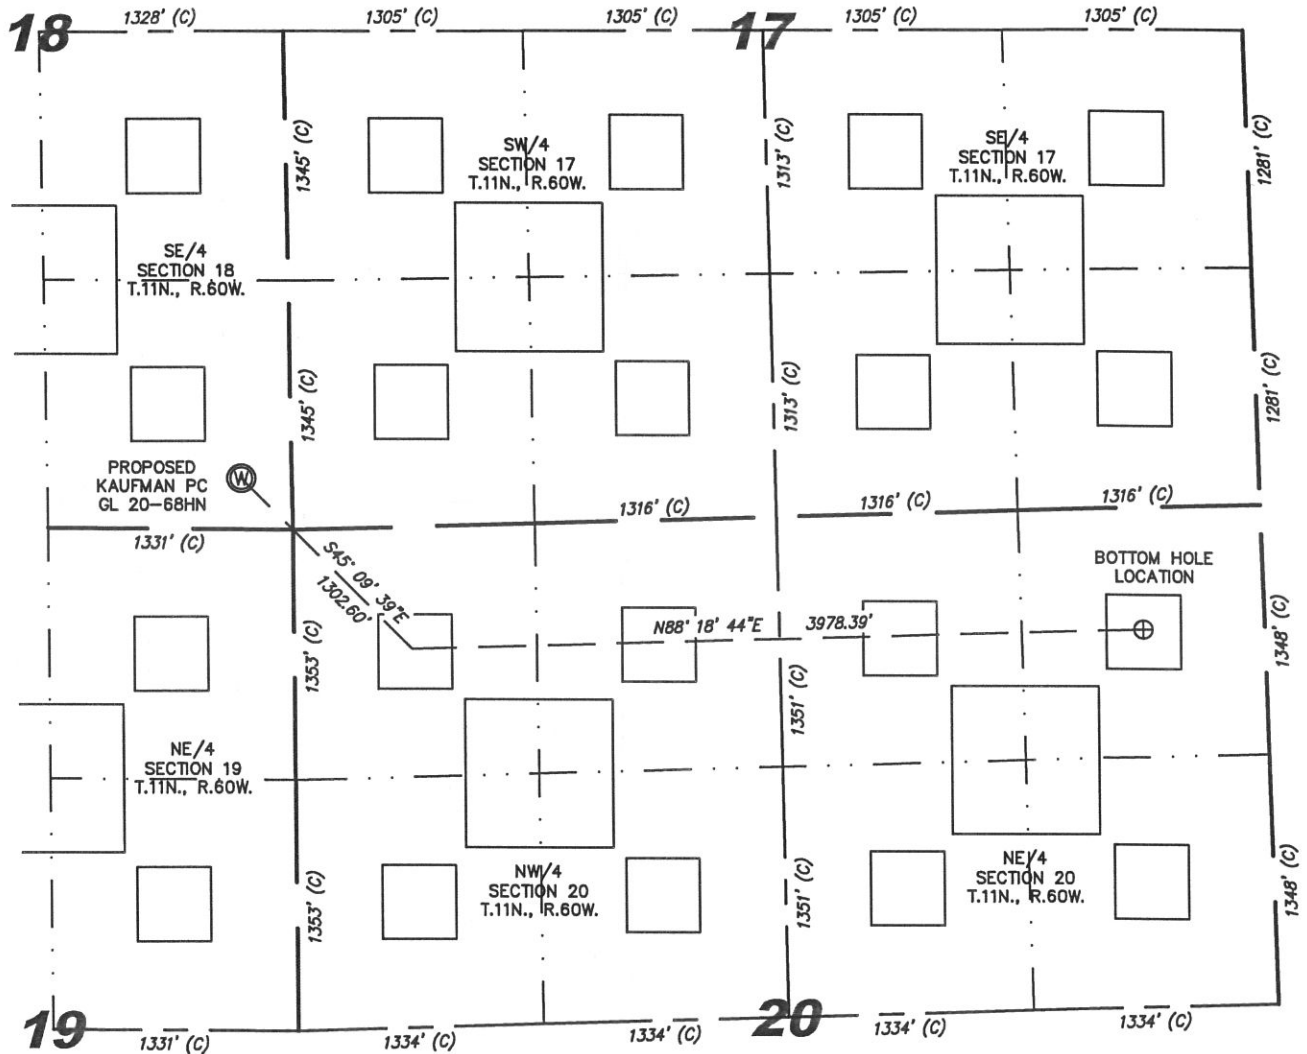 18
1328' (C)
1305' (C)
1305' (C)
17
1305' (C)
1305' (C)
1345' (C)
SW/4
SECTION 17
T.11N., R.60W.
1313' (C)
SE/4
SECTION 17
T.11N., R.60W.
1281' (C)
SE/4
SECTION 18
T.11N., R.60W.
1345' (C)
1313' (C)
1281' (C)
PROPOSED
KAUFMAN PC
GL 20-68HN
W
1331' (C)
1316' (C)
1316' (C)
1316' (C)
S45° 09' 39"E
1302.60'
BOTTOM HOLE
LOCATION
N88° 18' 44"E
3978.39'
1353' (C)
1351' (C)
1348' (C)
NE/4
SECTION 19
T.11N., R.60W.
1353' (C)
NW/4
SECTION 20
T.11N., R.60W.
1351' (C)
NE/4
SECTION 20
T.11N., R.60W.
1348' (C)
19
1331' (C)
1334' (C)
1334' (C)
20
1334' (C)
1334' (C)